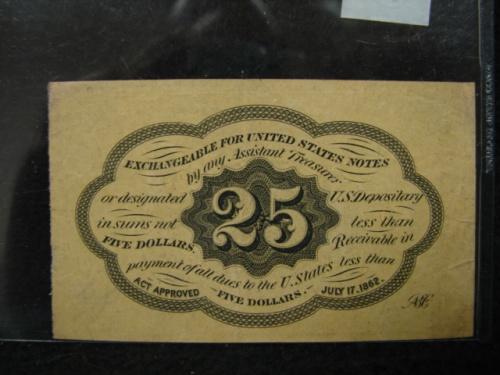 EXCHANGEABLE FOR UNITED STATES NOTES
by any Assistant Treasurer
or designated U.S. Depositary
in sums not less than
FIVE DOLLARS. Receivable in
payment of all dues to the U. States less than
FIVE DOLLARS.
25
ACT APPROVED JULY 17. 1862.